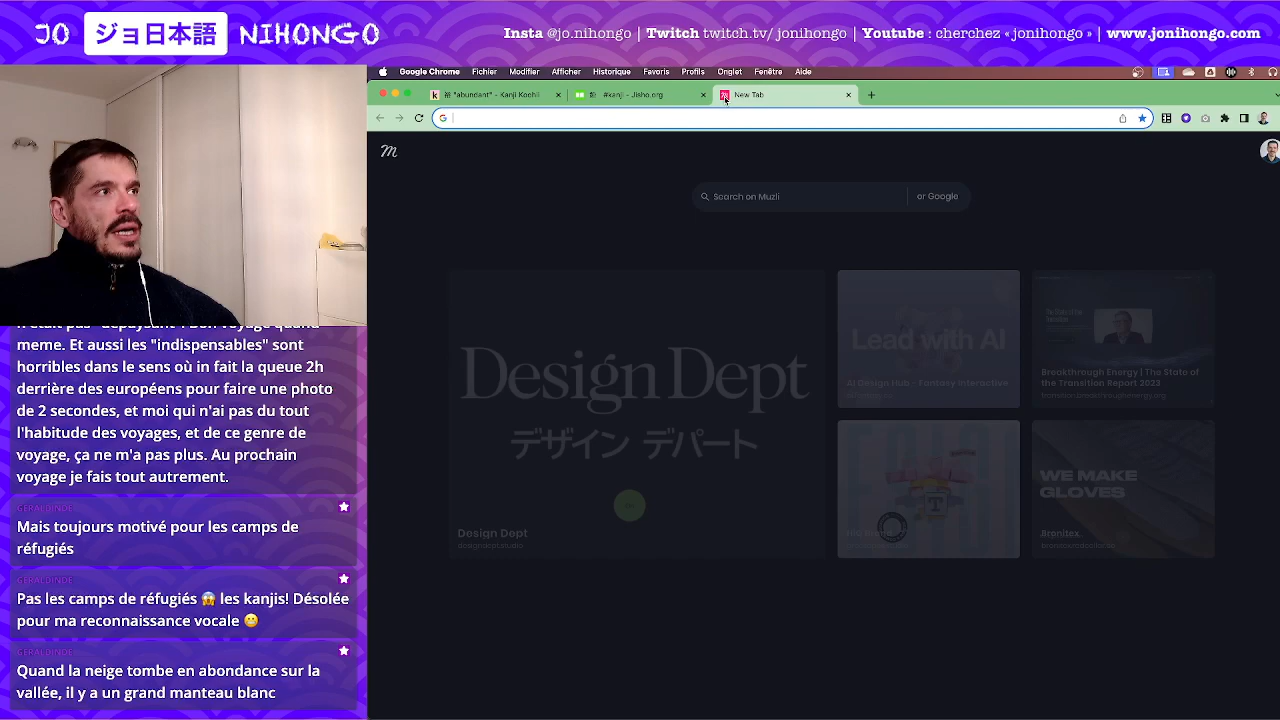 JO ジョ日本語 NIHONGO
Insta @jo.nihongo | Twitch twitch.tv/ jonihongo | Youtube : cherchez « jonihongo » | www.jonihongo.com
Google Chrome Fichier Modifier Afficher Historique Favoris Profils Onglet Fenêtre Aide
"abundant" - Kanji Koohii
#kanji - Jisho.org
New Tab
Search on Muzli
or Google
Design Dept
デザイン デパート
Design Dept
Lead with AI
AI Design Hub - Fantasy Interactive
Breakthrough Energy | The State of
the Transition Report 2023
WE MAKE
GLOVES
Bronitex
meme. Et aussi les "indispensables" sont
horribles dans le sens où in fait la queue 2h
derrière des européens pour faire une photo
de 2 secondes, et moi qui n'ai pas du tout
l'habitude des voyages, et de ce genre de
voyage, ça ne m'a pas plus. Au prochain
voyage je fais tout autrement.
GERALDINDE
Mais toujours motivé pour les camps de
réfugiés
GERALDINDE
Pas les camps de réfugiés 😱 les kanjis! Désolée
pour ma reconnaissance vocale 😬
GERALDINDE
Quand la neige tombe en abondance sur la
vallée, il y a un grand manteau blanc